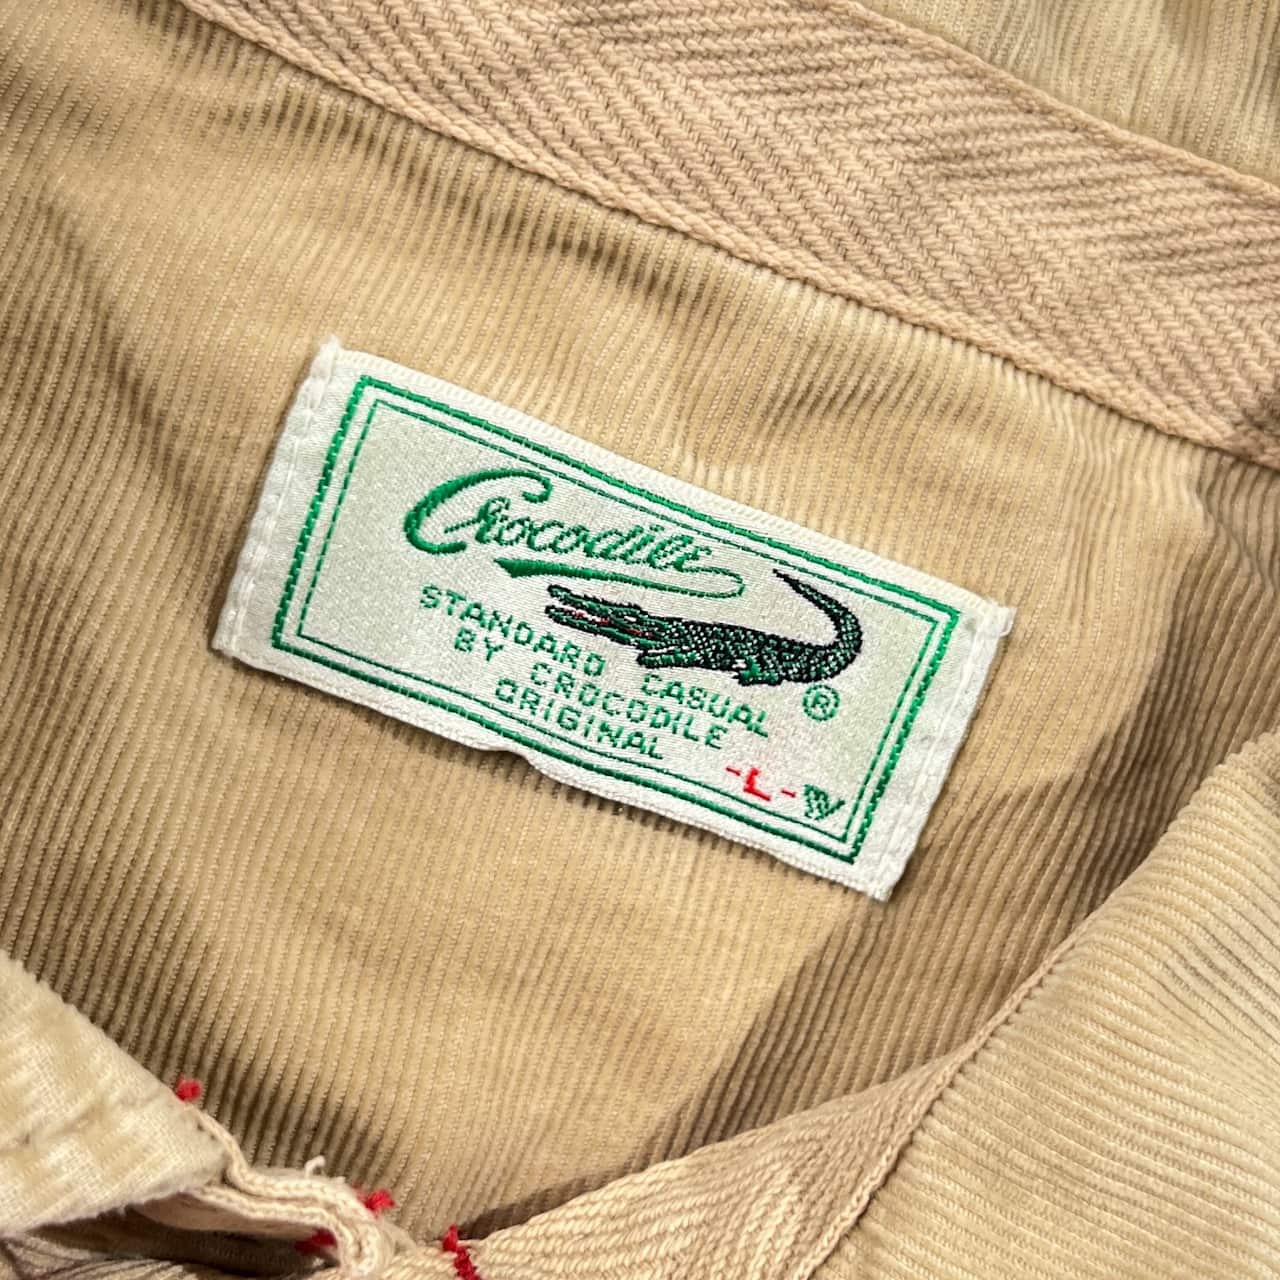 Crocodile
STANDARD CASUAL
BY CROCODILE
ORIGINAL
®
-L-